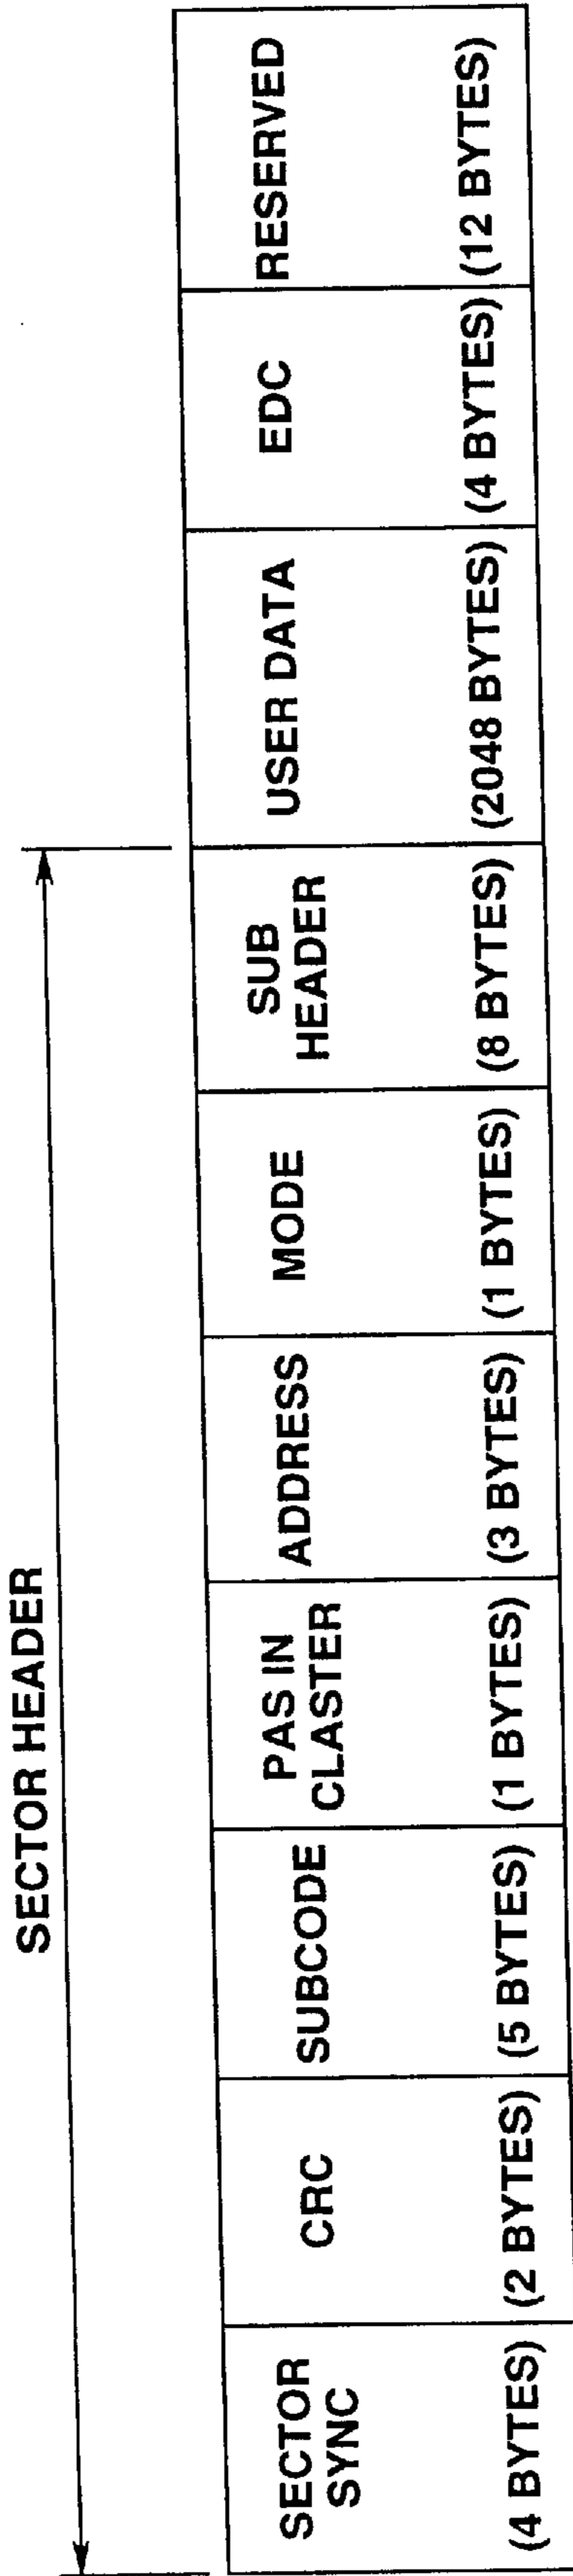 SECTOR HEADER
SECTOR
SYNC
(4 BYTES)
CRC
(2 BYTES)
SUBCODE
(5 BYTES)
PAS IN
CLASTER
(1 BYTES)
ADDRESS
(3 BYTES)
MODE
(1 BYTES)
SUB
HEADER
(8 BYTES)
USER DATA
(2048 BYTES)
EDC
(4 BYTES)
RESERVED
(12 BYTES)